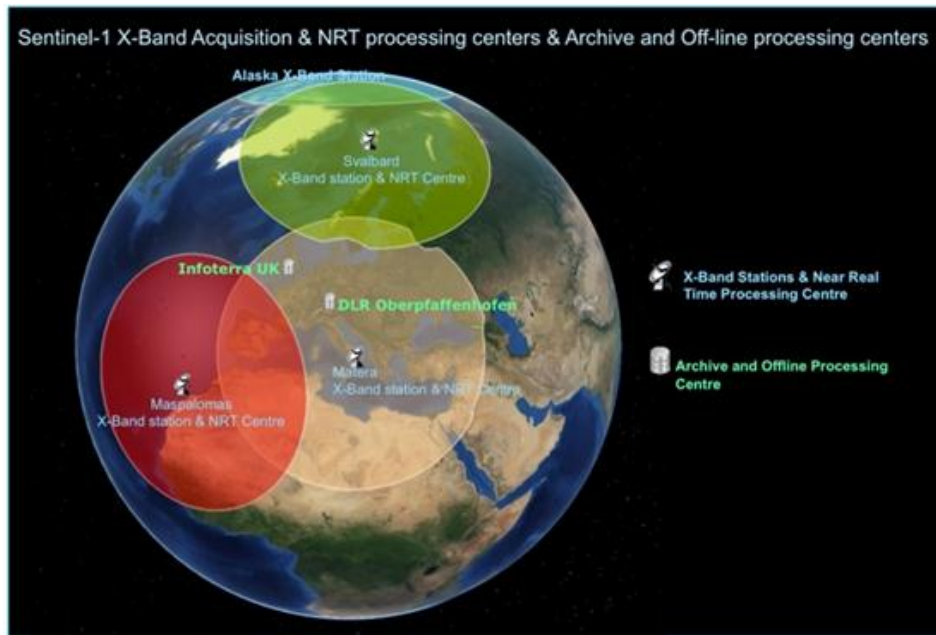 Sentinel-1 X-Band Acquisition & NRT processing centers & Archive and Off-line processing centers
Alaska X-Band Station
Svalbard
X-Band station & NRT Centre
Infoterra UK
DLR Oberpfaffenhofen
Matera
X-Band station & NRT Centre
Maspalomas
X-Band station & NRT Centre
X-Band Stations & Near Real
Time Processing Centre
Archive and Offline Processing
Centre